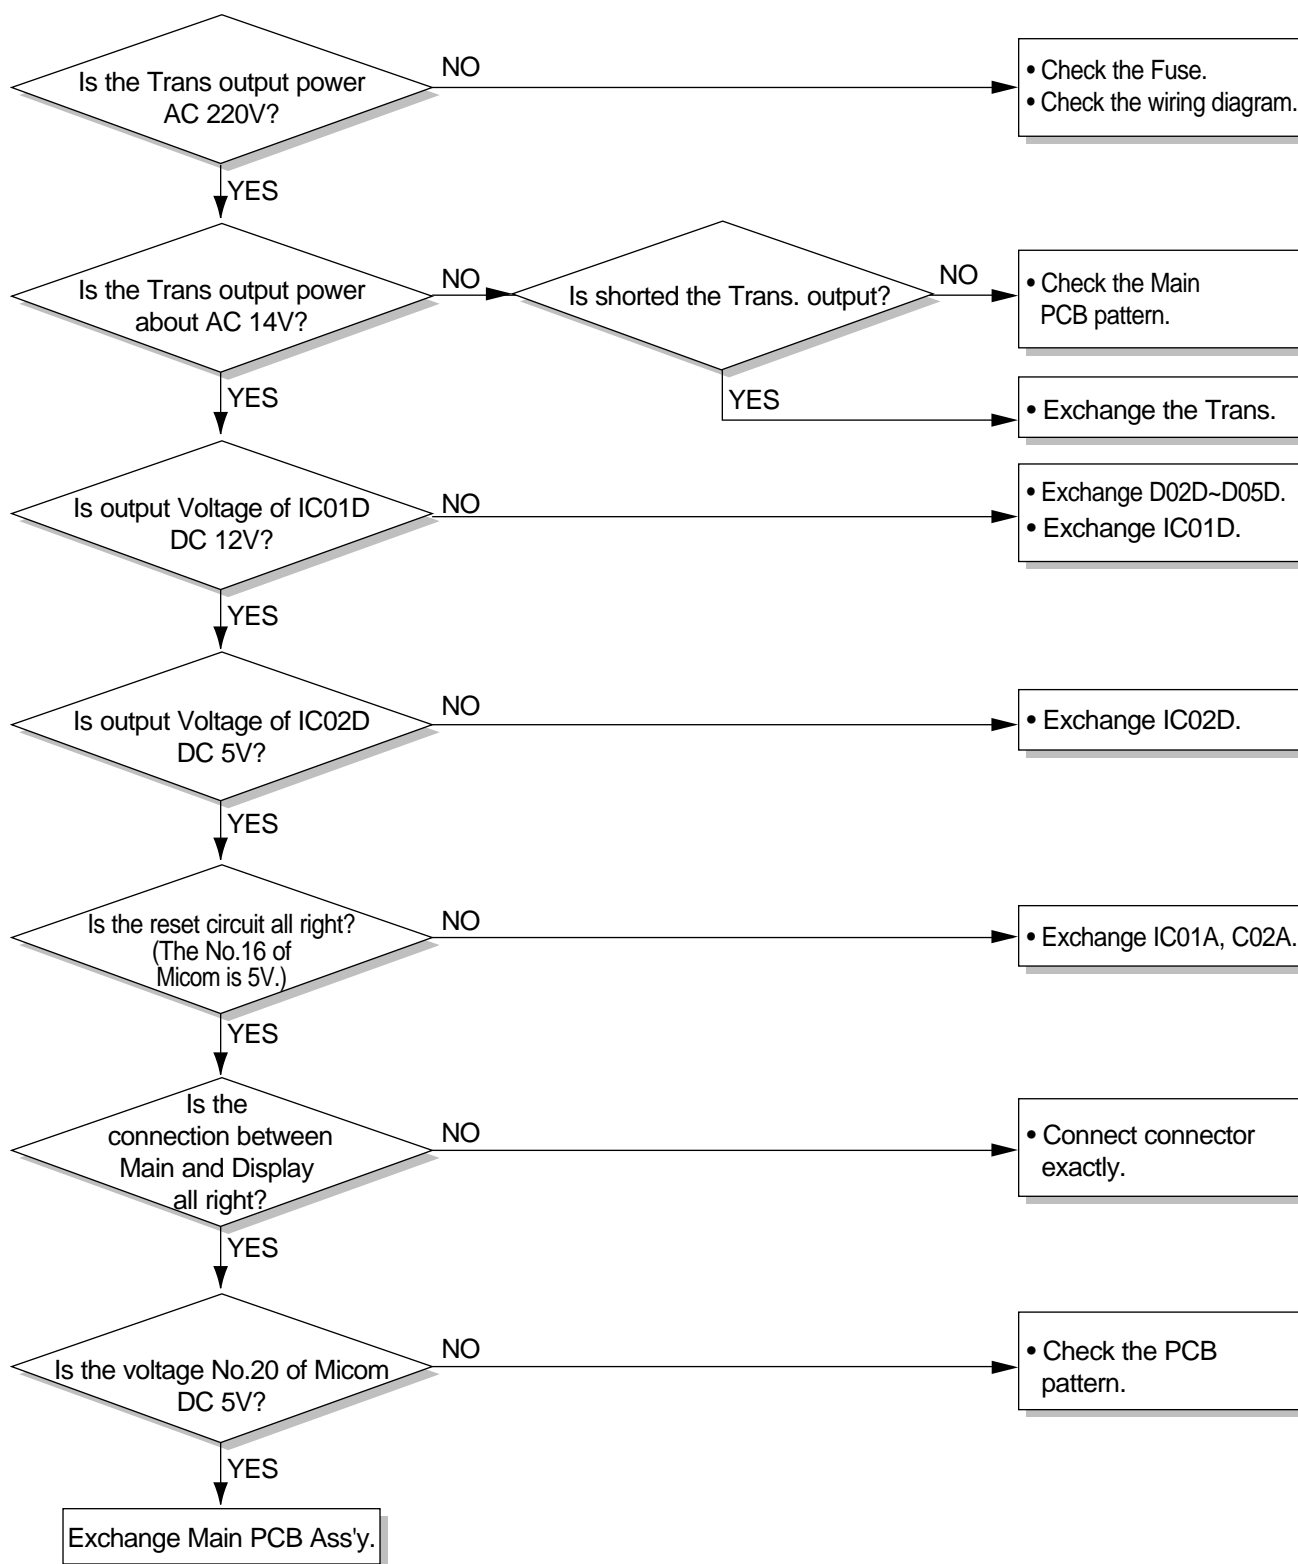 Is the Trans output power
AC 220V?
NO
• Check the Fuse.
• Check the wiring diagram.
YES
Is the Trans output power
about AC 14V?
NO
Is shorted the Trans. output?
NO
• Check the Main
PCB pattern.
YES
• Exchange the Trans.
YES
Is output Voltage of IC01D
DC 12V?
NO
• Exchange D02D~D05D.
• Exchange IC01D.
YES
Is output Voltage of IC02D
DC 5V?
NO
• Exchange IC02D.
YES
Is the reset circuit all right?
(The No.16 of
Micom is 5V.)
NO
• Exchange IC01A, C02A.
YES
Is the
connection between
Main and Display
all right?
NO
• Connect connector
exactly.
YES
Is the voltage No.20 of Micom
DC 5V?
NO
• Check the PCB
pattern.
YES
Exchange Main PCB Ass'y.